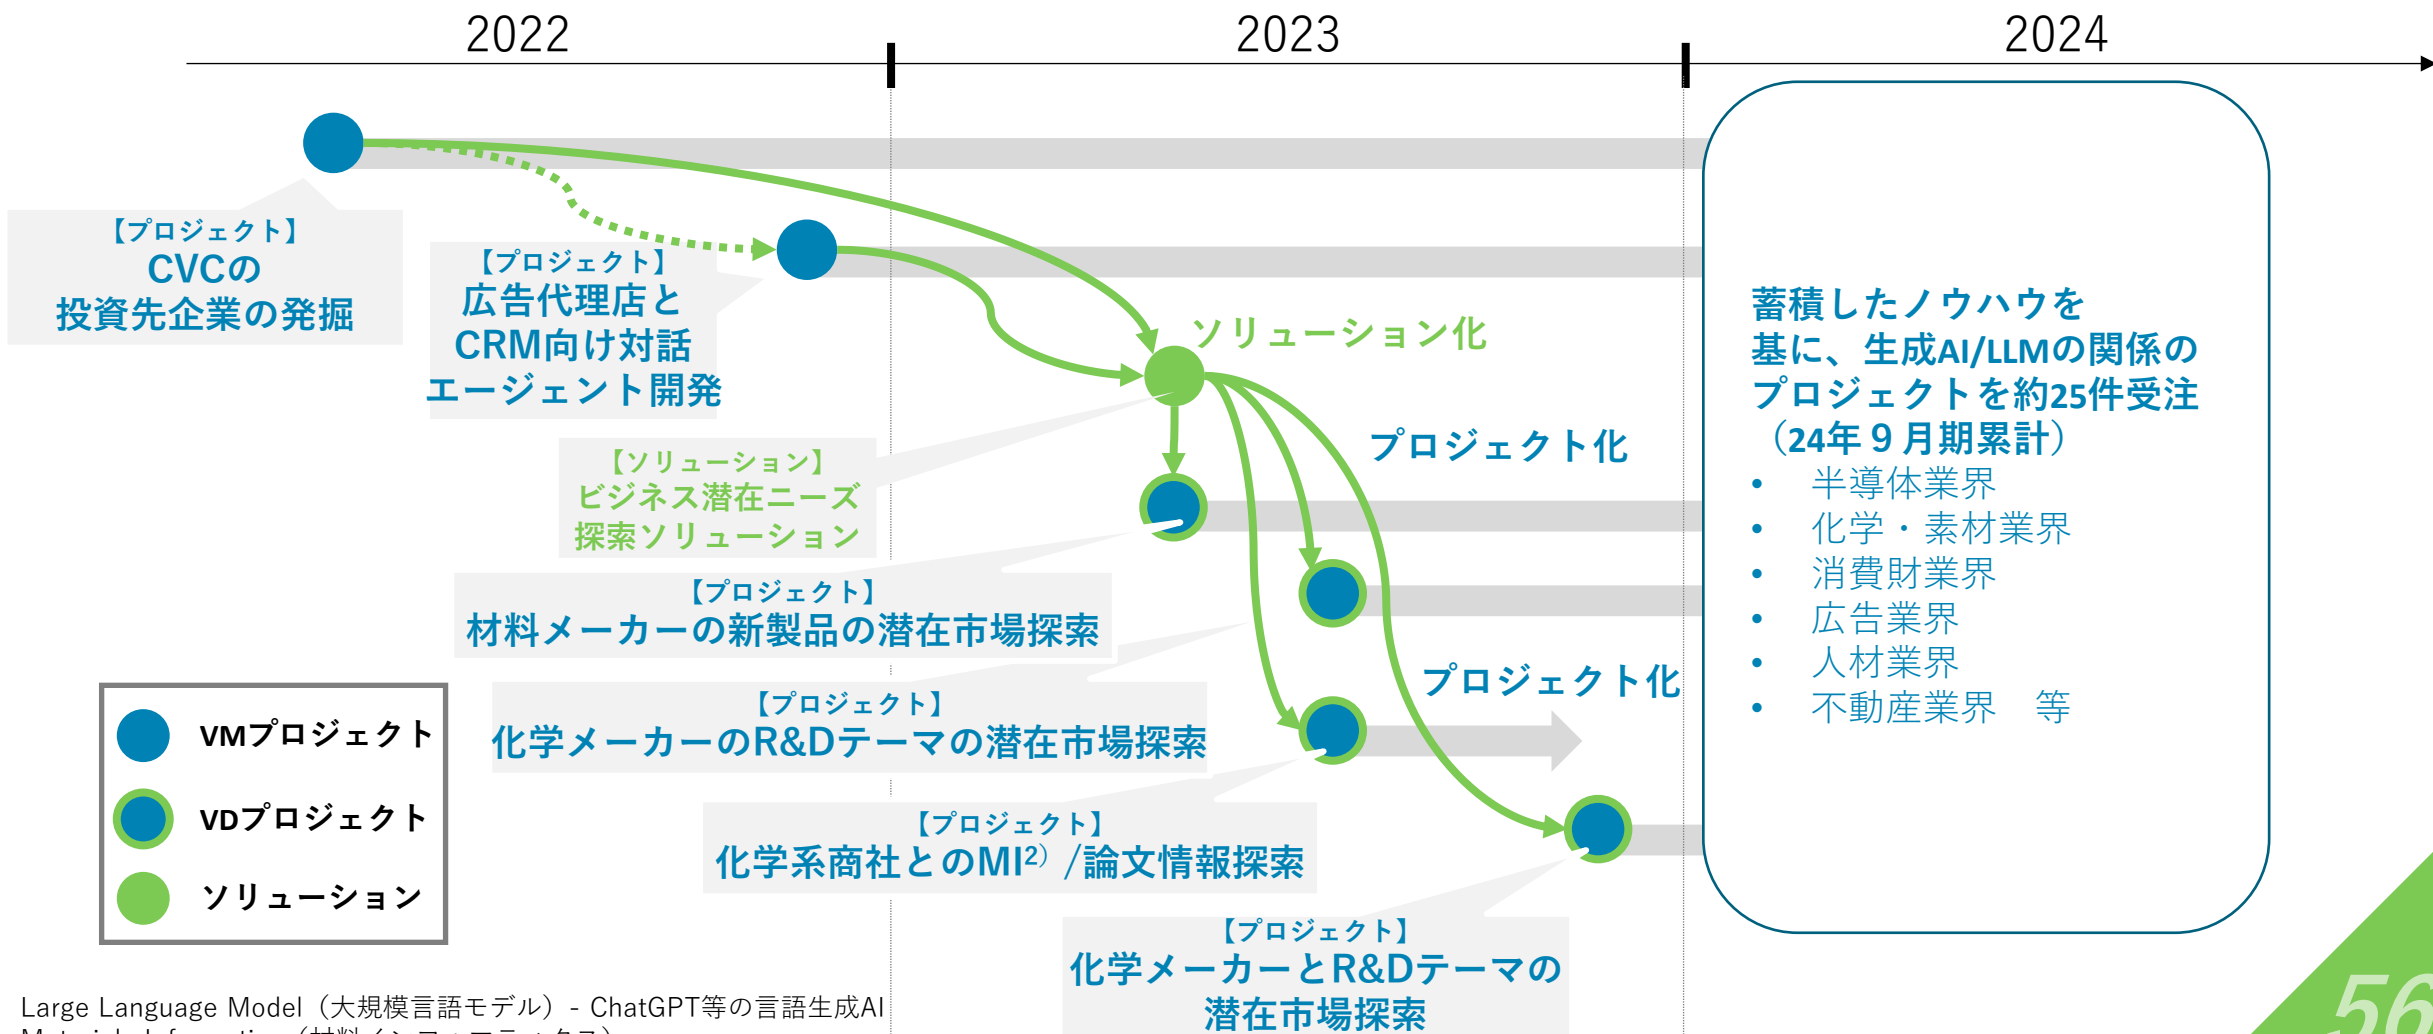 2022
2023
2024
【プロジェクト】
CVCの
投資先企業の発掘
【プロジェクト】
広告代理店と
CRM向け対話
エージェント開発
ソリューション化
【ソリューション】
ビジネス潜在ニーズ
探索ソリューション
プロジェクト化
【プロジェクト】
材料メーカーの新製品の潜在市場探索
【プロジェクト】
化学メーカーのR&Dテーマの潜在市場探索
プロジェクト化
【プロジェクト】
化学系商社とのMI2）/論文情報探索
【プロジェクト】
化学メーカーとR&Dテーマの
潜在市場探索
蓄積したノウハウを
基に、生成AI/LLMの関係の
プロジェクトを約25件受注
（24年９月期累計）
• 半導体業界
• 化学・素材業界
• 消費財業界
• 広告業界
• 人材業界
• 不動産業界　等
VMプロジェクト
VDプロジェクト
ソリューション
Large Language Model（大規模言語モデル）- ChatGPT等の言語生成AI
56